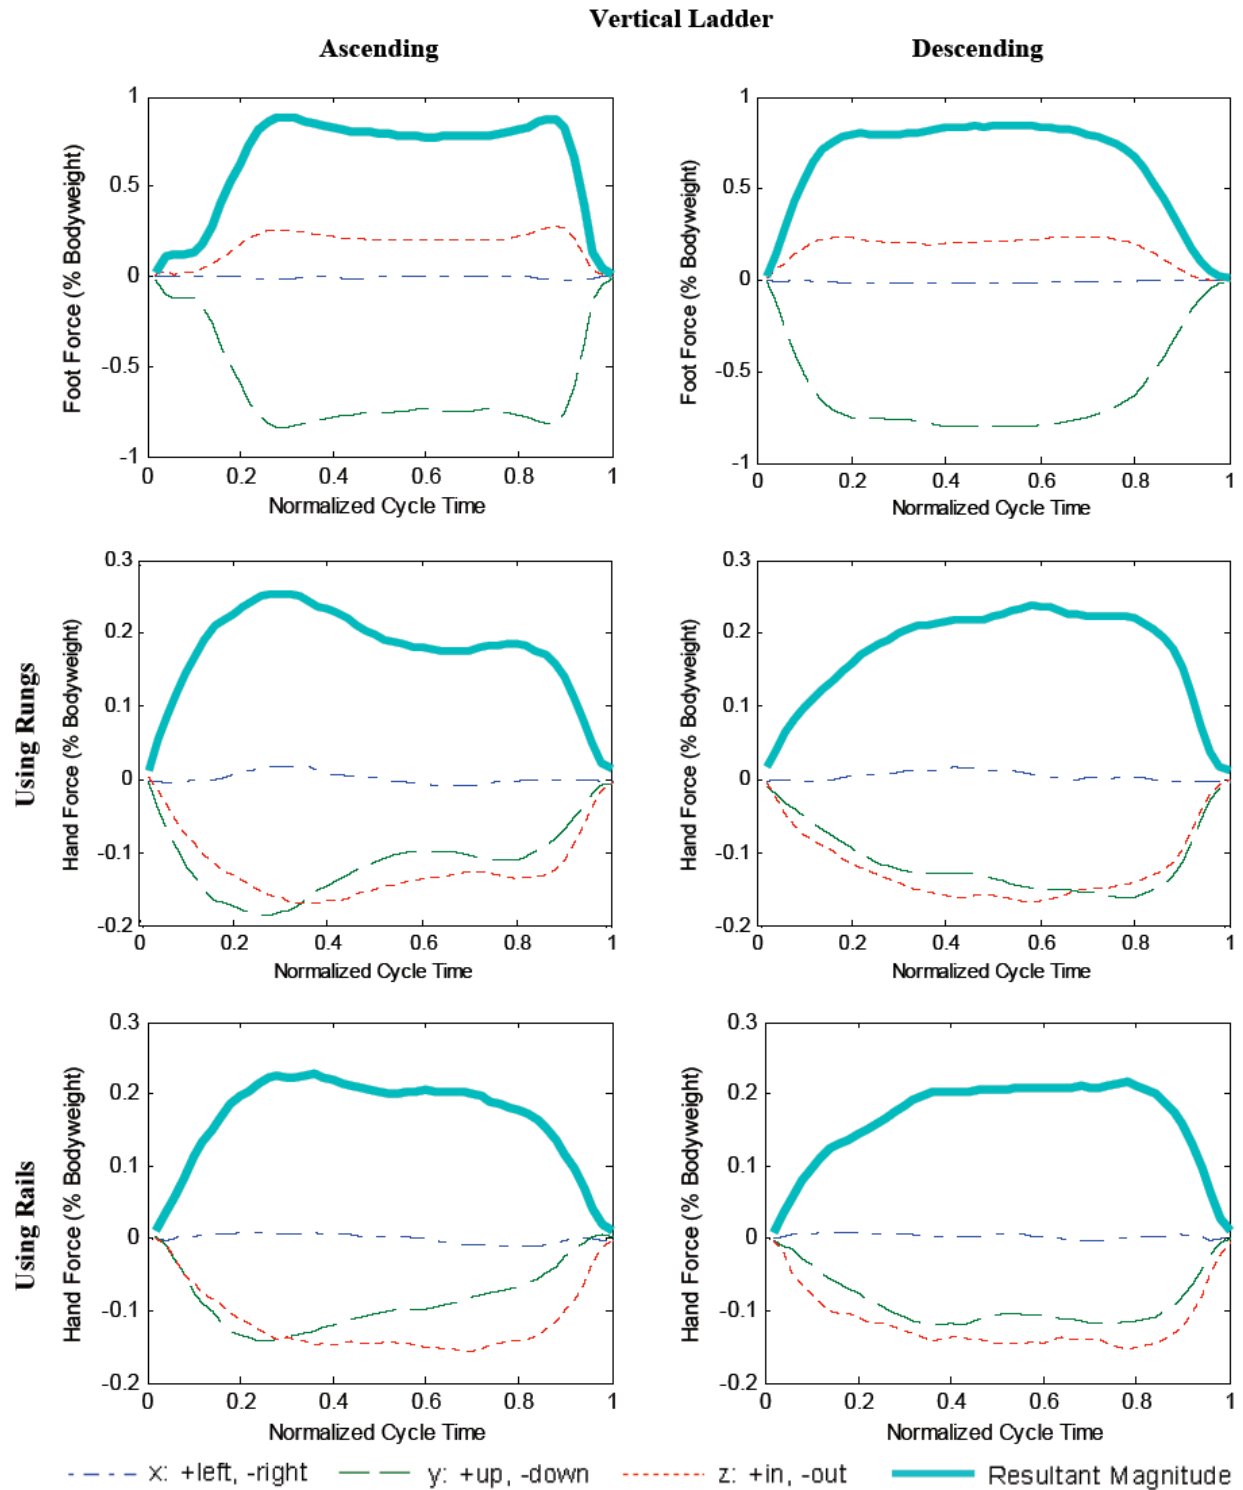 Vertical Ladder
Ascending
Descending
1
0.5
0
-0.5
-1
Foot Force (% Bodyweight)
0 0.2 0.4 0.6 0.8 1
Normalized Cycle Time
1
0.5
0
-0.5
-1
Foot Force (% Bodyweight)
0 0.2 0.4 0.6 0.8 1
Normalized Cycle Time
Using Rungs
0.3
0.2
0.1
0
-0.1
-0.2
Hand Force (% Bodyweight)
0 0.2 0.4 0.6 0.8 1
Normalized Cycle Time
0.3
0.2
0.1
0
-0.1
-0.2
Hand Force (% Bodyweight)
0 0.2 0.4 0.6 0.8 1
Normalized Cycle Time
Using Rails
0.3
0.2
0.1
0
-0.1
-0.2
Hand Force (% Bodyweight)
0 0.2 0.4 0.6 0.8 1
Normalized Cycle Time
0.3
0.2
0.1
0
-0.1
-0.2
Hand Force (% Bodyweight)
0 0.2 0.4 0.6 0.8 1
Normalized Cycle Time
x: +left, -right y: +up, -down z: +in, -out Resultant Magnitude